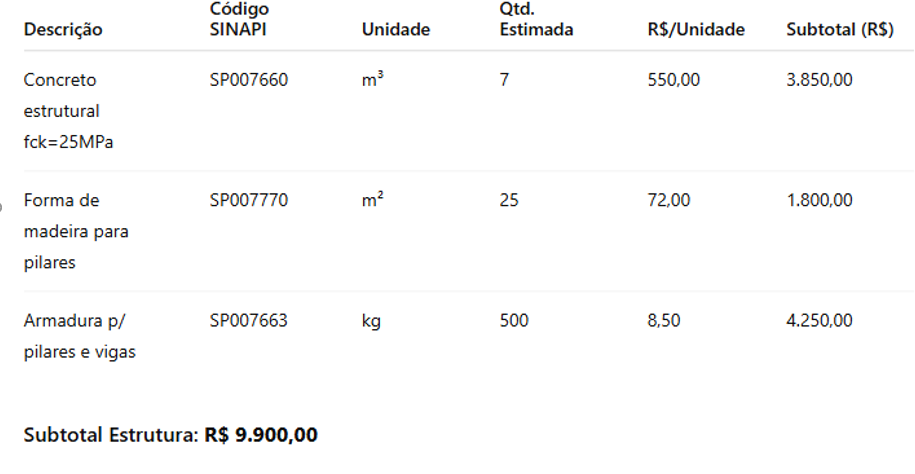 Descrição Código SINAPI Unidade Qtd. Estimada R$/Unidade Subtotal (R$)
Concreto estrutural fck=25MPa SP007660 m³ 7 550,00 3.850,00
Forma de madeira para pilares SP007770 m² 25 72,00 1.800,00
Armadura p/ pilares e vigas SP007663 kg 500 8,50 4.250,00
Subtotal Estrutura: R$ 9.900,00